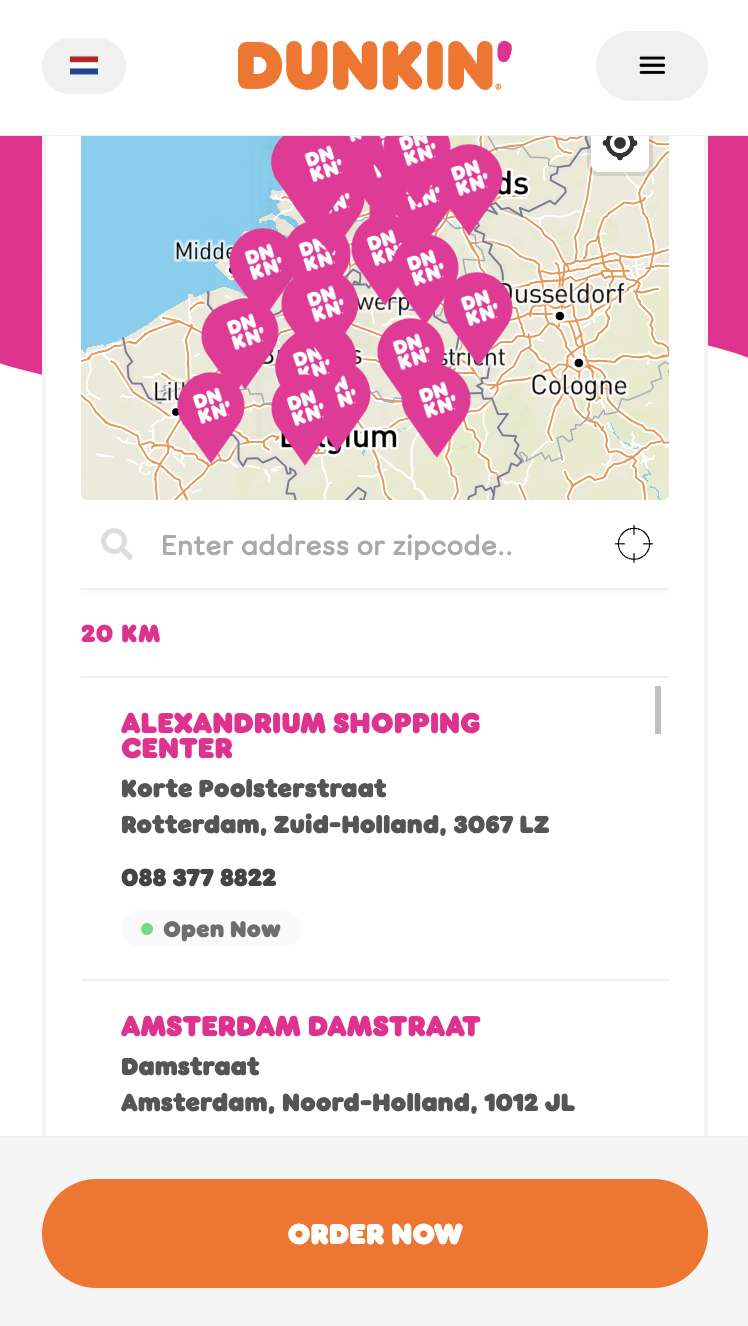 DUNKIN'
ds
Midde
DN
KN'
werp
Dusseldorf
stricht
Cologne
Lill
Belgium
Enter address or zipcode..
20 KM
ALEXANDRIUM SHOPPING
CENTER
Korte Poolsterstraat
Rotterdam, Zuid-Holland, 3067 LZ
088 377 8822
Open Now
AMSTERDAM DAMSTRAAT
Damstraat
Amsterdam, Noord-Holland, 1012 JL
ORDER NOW